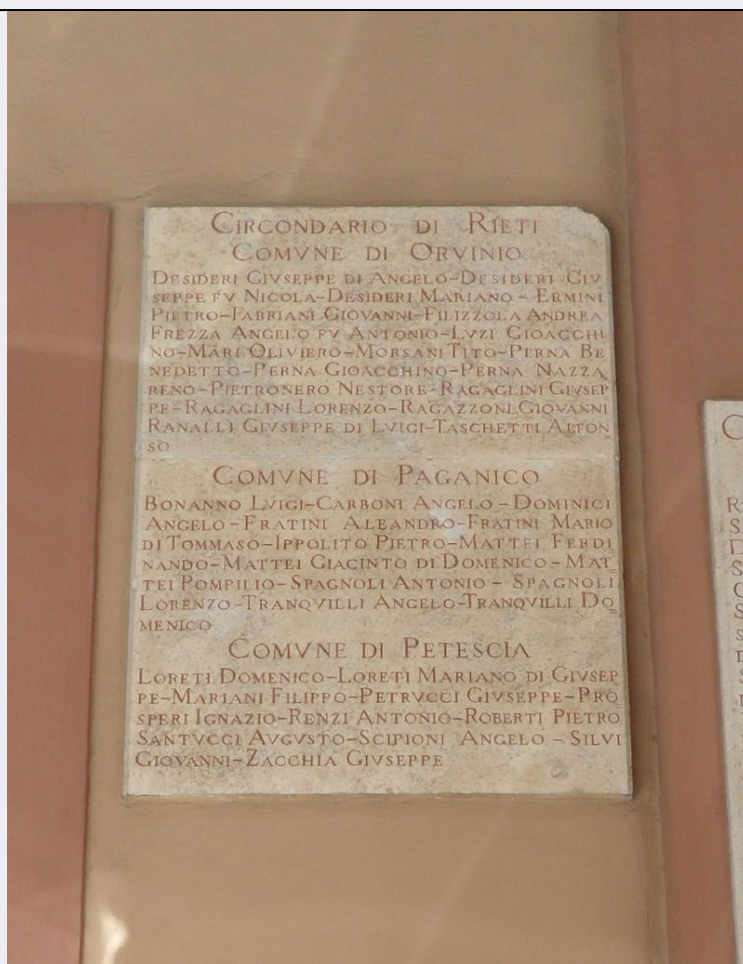 CIRCONDARIO DI RIETI
COMVNE DI ORVINIO
DESIDERI GIVSEPPE DI ANGELO-DESIDERI GIV
SEPPE FV NICOLA-DESIDERI MARIANO - ERMINI
PIETRO-FABRIANI GIOVANNI-FILIZZOLA ANDREA
FREZZA ANGELO FV ANTONIO-LVZI GIOACCHI
NO-MARI OLIVIERO-MORSANI TITO-PERNA BE
NEDETTO-PERNA GIOACCHINO-PERNA NAZZA
RENO-PIETRONERO NESTORE-RAGAGLINI GIVSEP
PE-RAGAGLINI LORENZO-RAGAZZONI GIOVANNI
RANALLI GIVSEPPE DI LVIGI-TASCHETTI ALFON
SO
COMVNE DI PAGANICO
BONANNO LVIGI-CARBONI ANGELO-DOMINICI
ANGELO-FRATINI ALEANDRO-FRATINI MARIO
DI TOMMASO-IPPOLITO PIETRO-MATTEI FERDI
NANDO-MATTEI GIACINTO DI DOMENICO-MAT
TEI POMPILIO-SPAGNOLI ANTONIO - SPAGNOLI
LORENZO-TRANQVILLI ANGELO-TRANQVILLI DO
MENICO
COMVNE DI PETESCIA
LORETI DOMENICO-LORETI MARIANO DI GIVSEP
PE-MARIANI FILIPPO-PETRVCCI GIVSEPPE-PRO
SPERI IGNAZIO-RENZI ANTONIO-ROBERTI PIETRO
SANTVCCI AVGVSTO-SCIPIONI ANGELO - SILVI
GIOVANNI-ZACCHIA GIVSEPPE